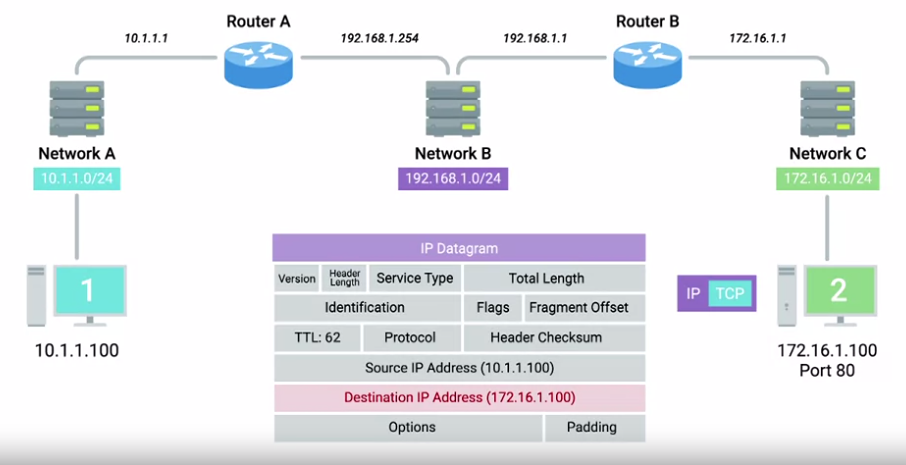 Router A
Router B
10.1.1.1
192.168.1.254
192.168.1.1
172.16.1.1
Network A
Network B
Network C
10.1.1.0/24
192.168.1.0/24
172.16.1.0/24
IP Datagram
Version
Header
Length
Service Type
Total Length
Identification
Flags
Fragment Offset
TTL: 62
Protocol
Header Checksum
Source IP Address (10.1.1.100)
Destination IP Address (172.16.1.100)
Options
Padding
1
10.1.1.100
IP TCP
2
172.16.1.100
Port 80